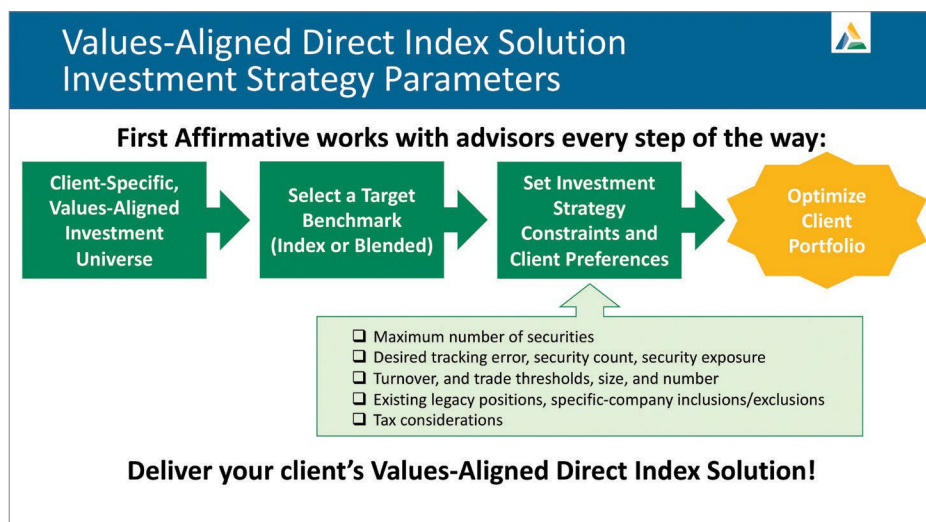 Values-Aligned Direct Index Solution
Investment Strategy Parameters
First Affirmative works with advisors every step of the way:
Client-Specific,
Values-Aligned
Investment
Universe
Select a Target
Benchmark
(Index or Blended)
Set Investment
Strategy
Constraints and
Client Preferences
Optimize
Client
Portfolio
❑ Maximum number of securities
❑ Desired tracking error, security count, security exposure
❑ Turnover, and trade thresholds, size, and number
❑ Existing legacy positions, specific-company inclusions/exclusions
❑ Tax considerations
Deliver your client’s Values-Aligned Direct Index Solution!